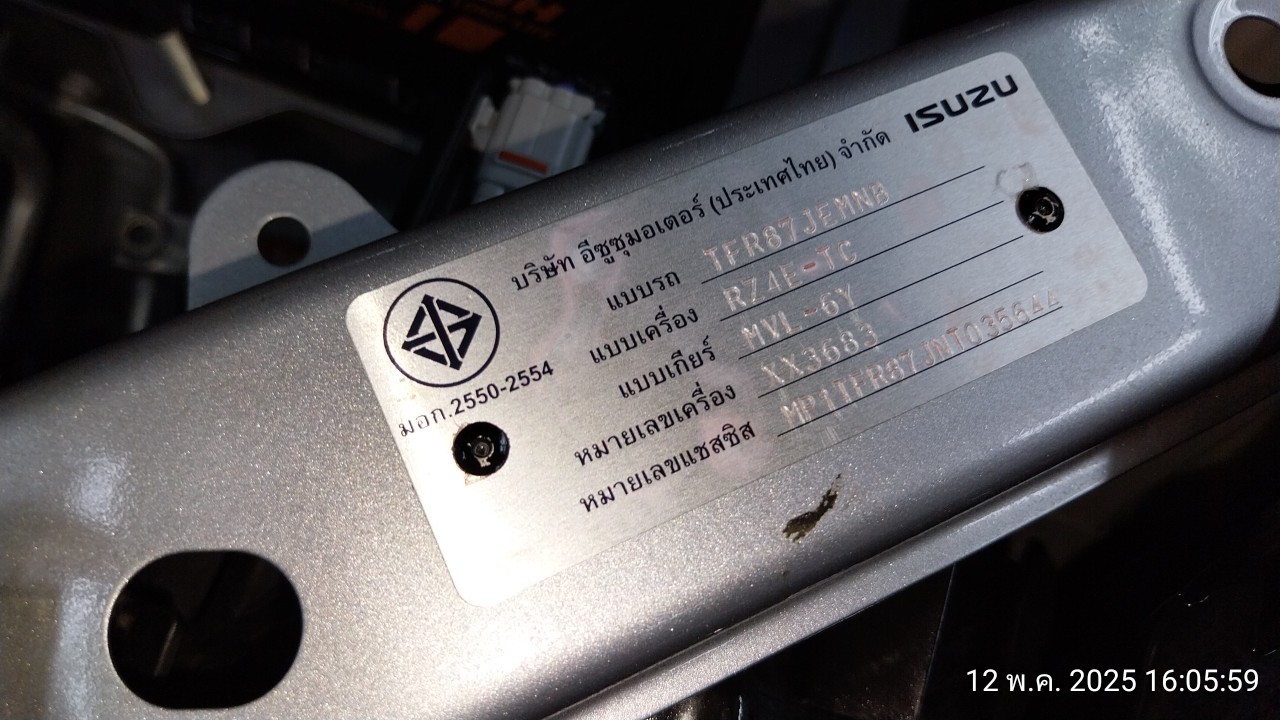 ISUZU
บริษัท อีซูซุมอเตอร์ (ประเทศไทย) จำกัด
แบบรถ TFR87JEMNB
แบบเครื่อง RZ4E-TC
แบบเกียร์ MVL-6Y
หมายเลขเครื่อง XX3683
หมายเลขแชสซิส MP1TFR87JNT035644
มอก.2550-2554
12 พ.ค. 2025 16:05:59